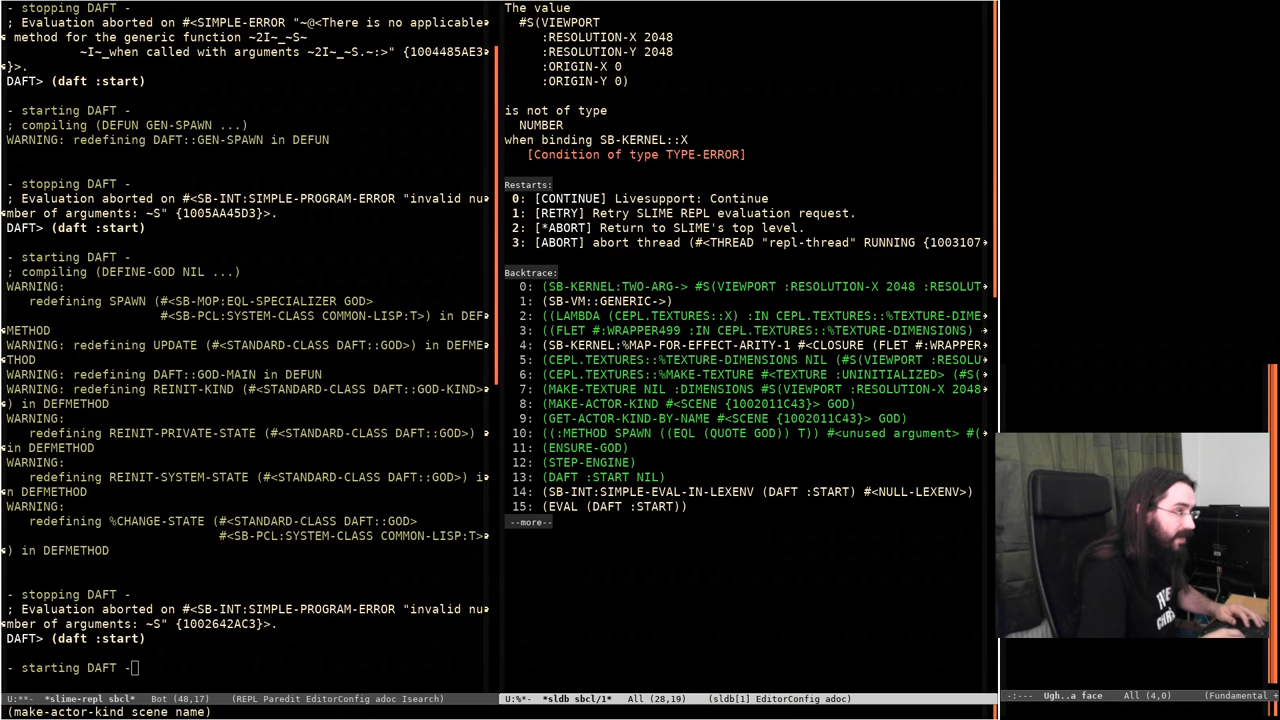 - stopping DAFT -
; Evaluation aborted on #<SIMPLE-ERROR "~@<There is no applicable
 method for the generic function ~2I~_~S~
          ~I~_when called with arguments ~2I~_~S.~:>" {1004485AE3
}>.
DAFT> (daft :start)
- starting DAFT -
; compiling (DEFUN GEN-SPAWN ...)
WARNING: redefining DAFT::GEN-SPAWN in DEFUN
- stopping DAFT -
; Evaluation aborted on #<SB-INT:SIMPLE-PROGRAM-ERROR "invalid nu
mber of arguments: ~S" {1005AA45D3}>.
DAFT> (daft :start)
- starting DAFT -
; compiling (DEFINE-GOD NIL ...)
WARNING:
   redefining SPAWN (#<SB-MOP:EQL-SPECIALIZER GOD>
                     #<SB-PCL:SYSTEM-CLASS COMMON-LISP:T>) in DEF
METHOD
WARNING: redefining UPDATE (#<STANDARD-CLASS DAFT::GOD>) in DEFME
THOD
WARNING: redefining DAFT::GOD-MAIN in DEFUN
WARNING: redefining REINIT-KIND (#<STANDARD-CLASS DAFT::GOD-KIND>
) in DEFMETHOD
WARNING:
   redefining REINIT-PRIVATE-STATE (#<STANDARD-CLASS DAFT::GOD>)
in DEFMETHOD
WARNING:
   redefining REINIT-SYSTEM-STATE (#<STANDARD-CLASS DAFT::GOD>) i
n DEFMETHOD
WARNING:
   redefining %CHANGE-STATE (#<STANDARD-CLASS DAFT::GOD>
                             #<SB-PCL:SYSTEM-CLASS COMMON-LISP:T>
) in DEFMETHOD
- stopping DAFT -
; Evaluation aborted on #<SB-INT:SIMPLE-PROGRAM-ERROR "invalid nu
mber of arguments: ~S" {1002642AC3}>.
DAFT> (daft :start)
- starting DAFT -
U:**-  *slime-repl sbcl*   Bot (48,17)    (REPL Paredit EditorConfig adoc Isearch)
(make-actor-kind scene name)
The value
  #S(VIEWPORT
     :RESOLUTION-X 2048
     :RESOLUTION-Y 2048
     :ORIGIN-X 0
     :ORIGIN-Y 0)
is not of type
  NUMBER
when binding SB-KERNEL::X
   [Condition of type TYPE-ERROR]
Restarts:
 0: [CONTINUE] Livesupport: Continue
 1: [RETRY] Retry SLIME REPL evaluation request.
 2: [*ABORT] Return to SLIME's top level.
 3: [ABORT] abort thread (#<THREAD "repl-thread" RUNNING {1003107
Backtrace:
  0: (SB-KERNEL:TWO-ARG-> #S(VIEWPORT :RESOLUTION-X 2048 :RESOLUT
  1: (SB-VM::GENERIC->)
  2: ((LAMBDA (CEPL.TEXTURES::X) :IN CEPL.TEXTURES::%TEXTURE-DIME
  3: ((FLET #:WRAPPER499 :IN CEPL.TEXTURES::%TEXTURE-DIMENSIONS)
  4: (SB-KERNEL:%MAP-FOR-EFFECT-ARITY-1 #<CLOSURE (FLET #:WRAPPER
  5: (CEPL.TEXTURES::%TEXTURE-DIMENSIONS NIL (#S(VIEWPORT :RESOLU
  6: (CEPL.TEXTURES::%MAKE-TEXTURE #<TEXTURE :UNINITIALIZED> (#S(
  7: (MAKE-TEXTURE NIL :DIMENSIONS #S(VIEWPORT :RESOLUTION-X 2048
  8: (MAKE-ACTOR-KIND #<SCENE {1002011C43}> GOD)
  9: (GET-ACTOR-KIND-BY-NAME #<SCENE {1002011C43}> GOD)
 10: ((:METHOD SPAWN ((EQL (QUOTE GOD)) T)) #<unused argument> #(
 11: (ENSURE-GOD)
 12: (STEP-ENGINE)
 13: (DAFT :START NIL)
 14: (SB-INT:SIMPLE-EVAL-IN-LEXENV (DAFT :START) #<NULL-LEXENV>)
 15: (EVAL (DAFT :START))
 --more--
U:%*-  *sldb sbcl/1*   All (28,19)    (sldb[1] EditorConfig adoc)
-:---  Ugh..a face    All (4,0)     (Fundamental +